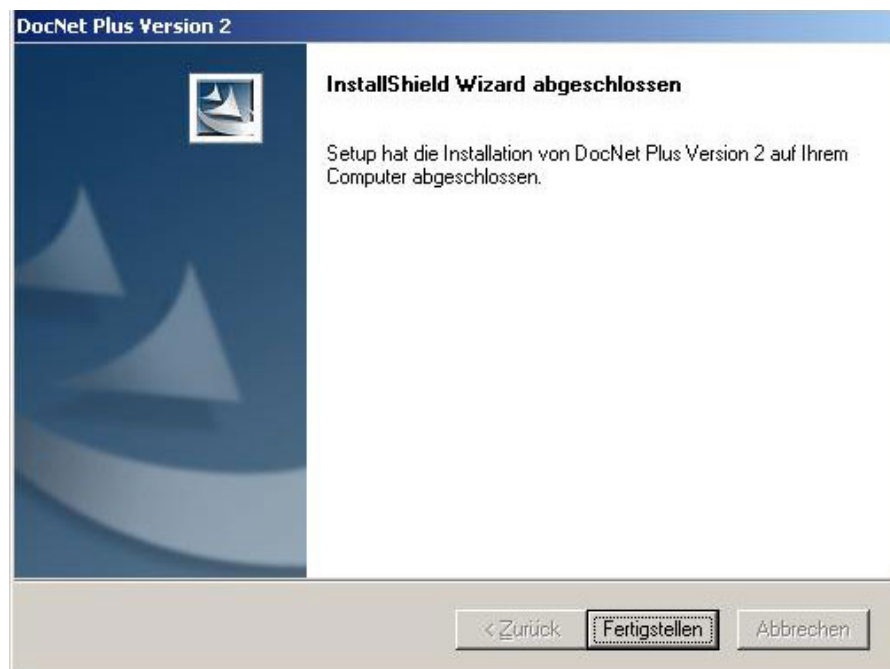 DocNet Plus Version 2
InstallShield Wizard abgeschlossen
Setup hat die Installation von DocNet Plus Version 2 auf Ihrem
Computer abgeschlossen.
< Zurück
Fertigstellen
Abbrechen